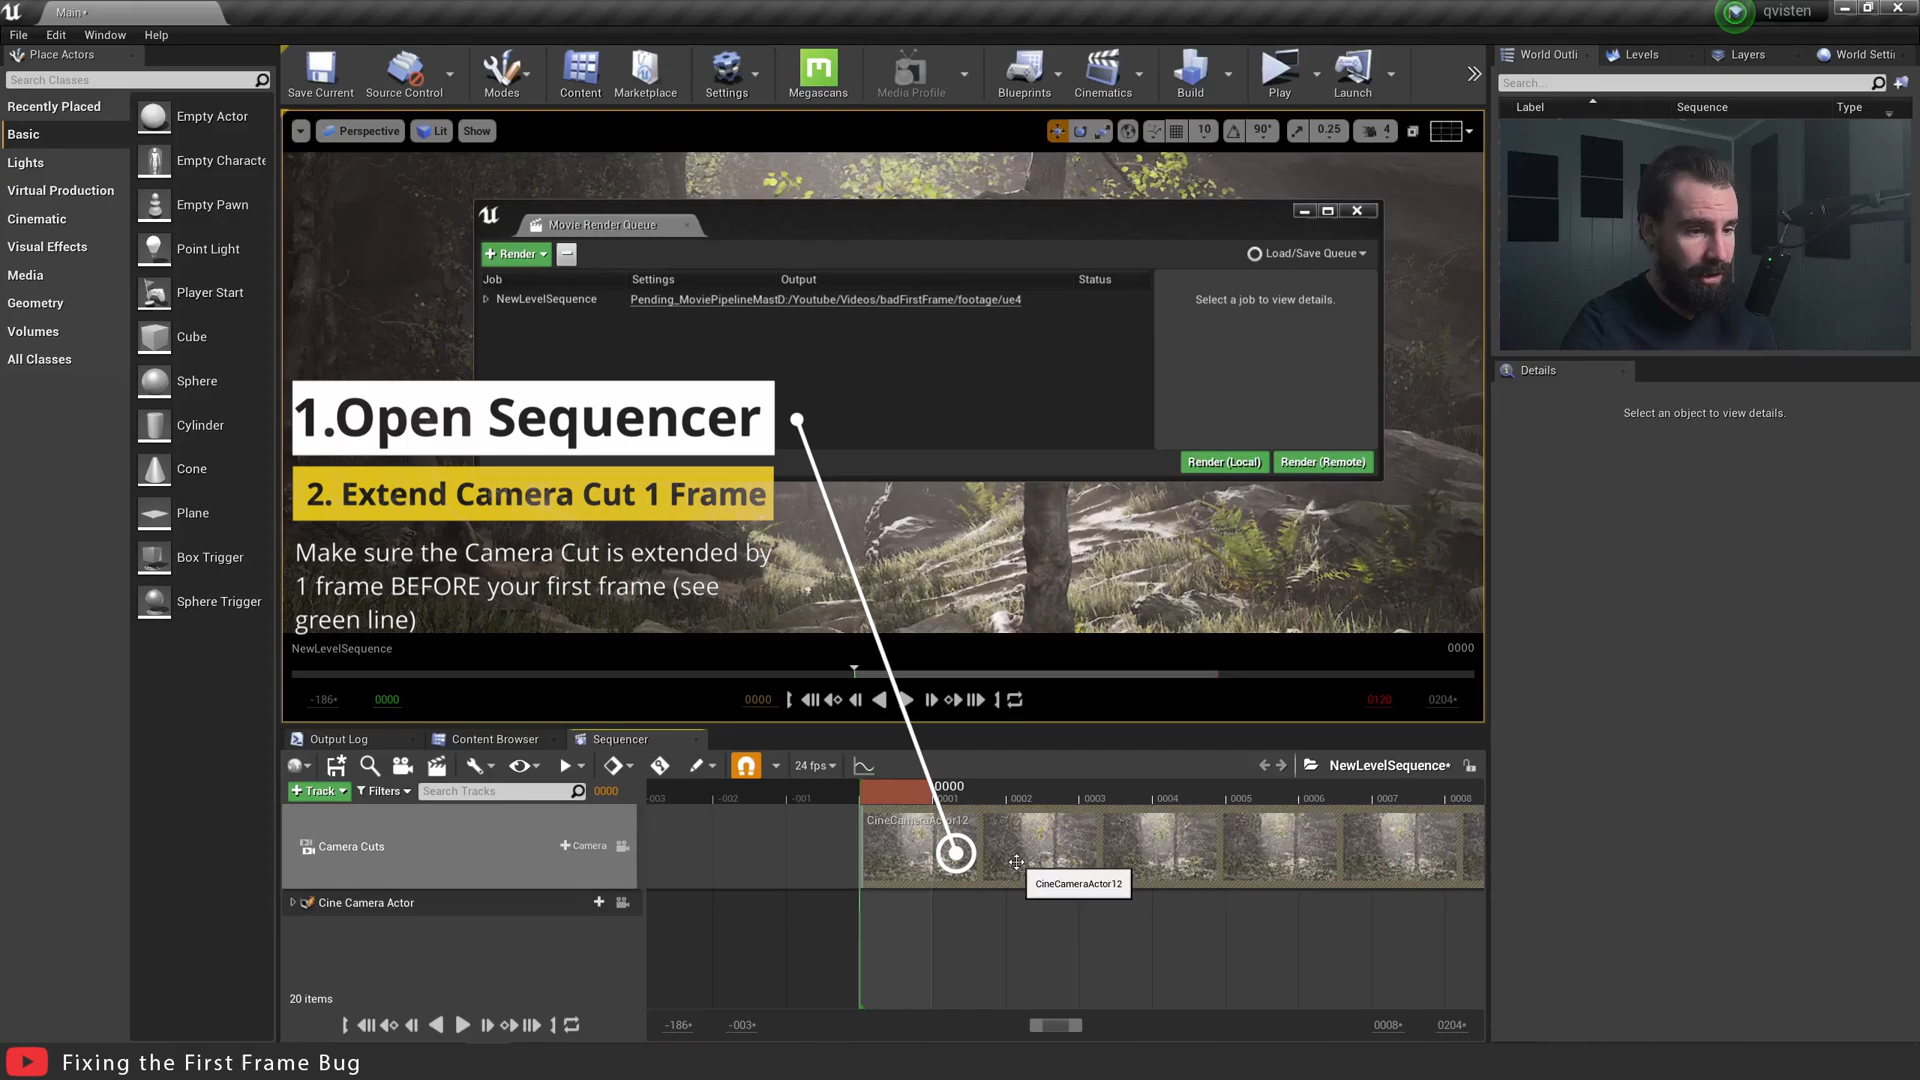 Main*
qvisten
File Edit Window Help
Place Actors
Search Classes
Recently Placed
Basic
Lights
Virtual Production
Cinematic
Visual Effects
Media
Geometry
Volumes
All Classes
Empty Actor
Empty Characte
Empty Pawn
Point Light
Player Start
Cube
Sphere
Cylinder
Cone
Plane
Box Trigger
Sphere Trigger
Save Current Source Control Modes Content Marketplace Settings Megascans Media Profile Blueprints Cinematics Build Play Launch
Perspective Lit Show
10 90° 0.25 4
World Outli Levels Layers World Setti
Search...
Label Sequence Type
Movie Render Queue
Render
Load/Save Queue
Job Settings Output Status
NewLevelSequence Pending_MoviePipelineMastD:/Youtube/Videos/badFirstFrame/footage/ue4
Select a job to view details.
Render (Local) Render (Remote)
1.Open Sequencer
2. Extend Camera Cut 1 Frame
Make sure the Camera Cut is extended by
1 frame BEFORE your first frame (see
green line)
Details
Select an object to view details.
NewLevelSequence 0000
-186* 0000 0000 0120 0204*
Output Log Content Browser Sequencer
24 fps
NewLevelSequence*
Track Filters Search Tracks 0000
0000
-003 -002 -001 0001 0002 0003 0004 0005 0006 0007 0008
CineCameraActor12
Camera Cuts Camera
CineCameraActor12
Cine Camera Actor
20 items
-186* -003* 0008* 0204*
Fixing the First Frame Bug